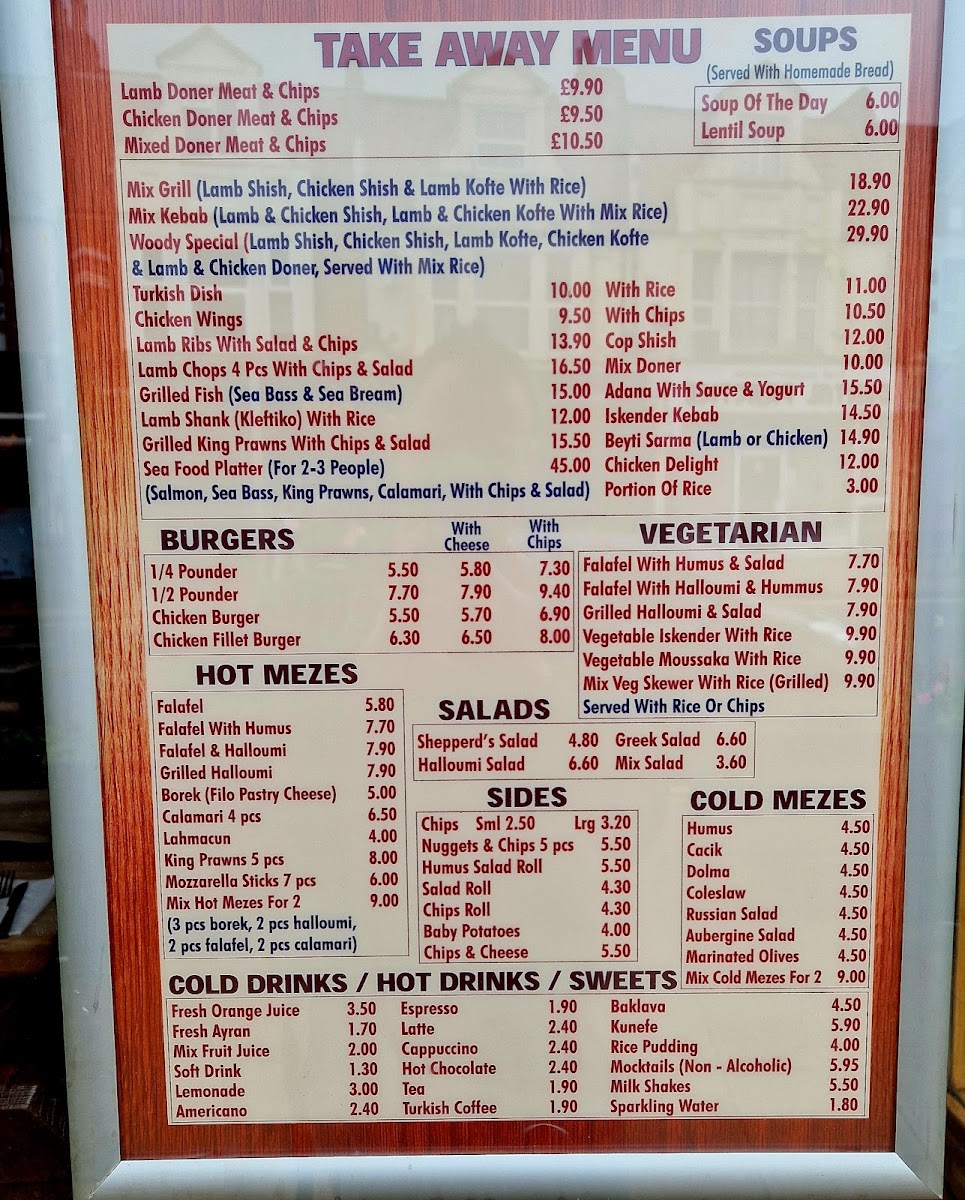 TAKE AWAY MENU
Lamb Doner Meat & Chips £9.90
Chicken Doner Meat & Chips £9.50
Mixed Doner Meat & Chips £10.50
SOUPS
(Served With Homemade Bread)
Soup Of The Day 6.00
Lentil Soup 6.00
Mix Grill (Lamb Shish, Chicken Shish & Lamb Kofte With Rice) 18.90
Mix Kebab (Lamb & Chicken Shish, Lamb & Chicken Kofte With Mix Rice) 22.90
Woody Special (Lamb Shish, Chicken Shish, Lamb Kofte, Chicken Kofte 29.90
& Lamb & Chicken Doner, Served With Mix Rice)
Turkish Dish 10.00 With Rice 11.00
Chicken Wings 9.50 With Chips 10.50
Lamb Ribs With Salad & Chips 13.90 Cop Shish 12.00
Lamb Chops 4 Pcs With Chips & Salad 16.50 Mix Doner 10.00
Grilled Fish (Sea Bass & Sea Bream) 15.00 Adana With Sauce & Yogurt 15.50
Lamb Shank (Kleftiko) With Rice 12.00 Iskender Kebab 14.50
Grilled King Prawns With Chips & Salad 15.50 Beyti Sarma (Lamb or Chicken) 14.90
Sea Food Platter (For 2-3 People) 45.00 Chicken Delight 12.00
(Salmon, Sea Bass, King Prawns, Calamari, With Chips & Salad) Portion Of Rice 3.00
BURGERS With Cheese With Chips
1/4 Pounder 5.50 5.80 7.30
1/2 Pounder 7.70 7.90 9.40
Chicken Burger 5.50 5.70 6.90
Chicken Fillet Burger 6.30 6.50 8.00
VEGETARIAN
Falafel With Humus & Salad 7.70
Falafel With Halloumi & Hummus 7.90
Grilled Halloumi & Salad 7.90
Vegetable Iskender With Rice 9.90
Vegetable Moussaka With Rice 9.90
Mix Veg Skewer With Rice (Grilled) 9.90
Served With Rice Or Chips
HOT MEZES
Falafel 5.80
Falafel With Humus 7.70
Falafel & Halloumi 7.90
Grilled Halloumi 7.90
Borek (Filo Pastry Cheese) 5.00
Calamari 4 pcs 6.50
Lahmacun 4.00
King Prawns 5 pcs 8.00
Mozzarella Sticks 7 pcs 6.00
Mix Hot Mezes For 2 9.00
(3 pcs borek, 2 pcs halloumi,
2 pcs falafel, 2 pcs calamari)
SALADS
Shepperd's Salad 4.80 Greek Salad 6.60
Halloumi Salad 6.60 Mix Salad 3.60
SIDES
Chips Sml 2.50 Lrg 3.20
Nuggets & Chips 5 pcs 5.50
Humus Salad Roll 5.50
Salad Roll 4.30
Chips Roll 4.30
Baby Potatoes 4.00
Chips & Cheese 5.50
COLD MEZES
Humus 4.50
Cacik 4.50
Dolma 4.50
Coleslaw 4.50
Russian Salad 4.50
Aubergine Salad 4.50
Marinated Olives 4.50
Mix Cold Mezes For 2 9.00
COLD DRINKS / HOT DRINKS / SWEETS
Fresh Orange Juice 3.50 Espresso 1.90 Baklava 4.50
Fresh Ayran 1.70 Latte 2.40 Kunefe 5.90
Mix Fruit Juice 2.00 Cappuccino 2.40 Rice Pudding 4.00
Soft Drink 1.30 Hot Chocolate 2.40 Mocktails (Non - Alcoholic) 5.95
Lemonade 3.00 Tea 1.90 Milk Shakes 5.50
Americano 2.40 Turkish Coffee 1.90 Sparkling Water 1.80